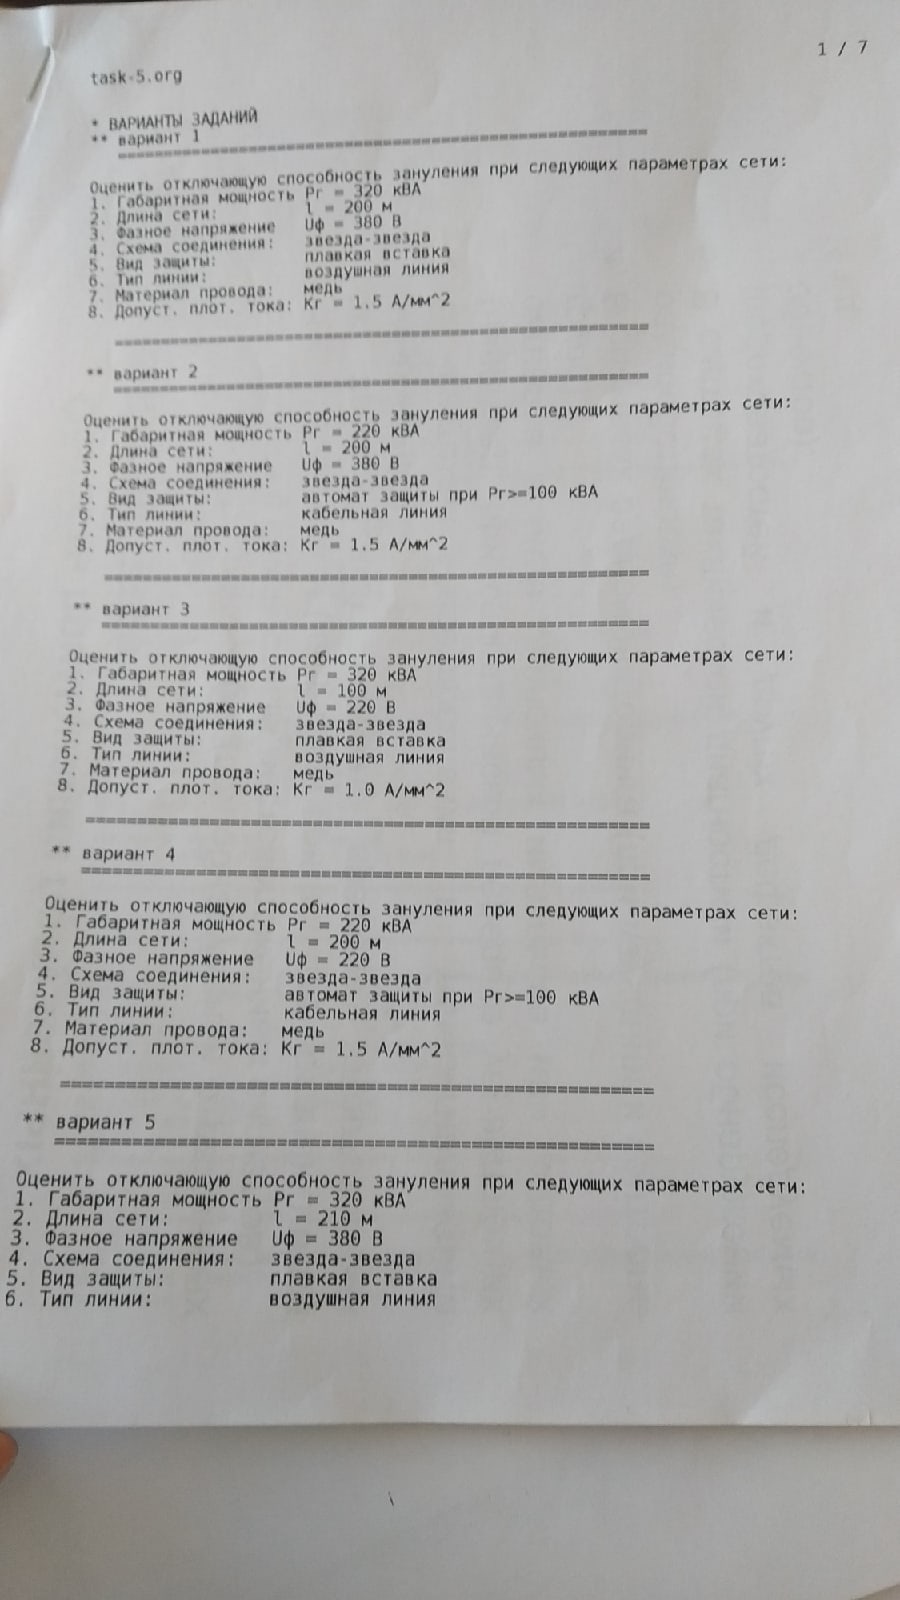 1 / 7
task-5.org
* ВАРИАНТЫ ЗАДАНИЙ
** вариант 1
====================================================
Оценить отключающую способность зануления при следующих параметрах сети:
1. Габаритная мощность Pг = 320 кВА
2. Длина сети: l = 200 м
3. Фазное напряжение Uф = 380 В
4. Схема соединения: звезда-звезда
5. Вид защиты: плавкая вставка
6. Тип линии: воздушная линия
7. Материал провода: медь
8. Допуст. плот. тока: Kг = 1.5 А/мм^2
====================================================
** вариант 2
====================================================
Оценить отключающую способность зануления при следующих параметрах сети:
1. Габаритная мощность Pг = 220 кВА
2. Длина сети: l = 200 м
3. Фазное напряжение Uф = 380 В
4. Схема соединения: звезда-звезда
5. Вид защиты: автомат защиты при Pг>=100 кВА
6. Тип линии: кабельная линия
7. Материал провода: медь
8. Допуст. плот. тока: Kг = 1.5 А/мм^2
====================================================
** вариант 3
====================================================
Оценить отключающую способность зануления при следующих параметрах сети:
1. Габаритная мощность Pг = 320 кВА
2. Длина сети: l = 100 м
3. Фазное напряжение Uф = 220 В
4. Схема соединения: звезда-звезда
5. Вид защиты: плавкая вставка
6. Тип линии: воздушная линия
7. Материал провода: медь
8. Допуст. плот. тока: Kг = 1.0 А/мм^2
====================================================
** вариант 4
====================================================
Оценить отключающую способность зануления при следующих параметрах сети:
1. Габаритная мощность Pг = 220 кВА
2. Длина сети: l = 200 м
3. Фазное напряжение Uф = 220 В
4. Схема соединения: звезда-звезда
5. Вид защиты: автомат защиты при Pг>=100 кВА
6. Тип линии: кабельная линия
7. Материал провода: медь
8. Допуст. плот. тока: Kг = 1.5 А/мм^2
====================================================
** вариант 5
====================================================
Оценить отключающую способность зануления при следующих параметрах сети:
1. Габаритная мощность Pг = 320 кВА
2. Длина сети: l = 210 м
3. Фазное напряжение Uф = 380 В
4. Схема соединения: звезда-звезда
5. Вид защиты: плавкая вставка
6. Тип линии: воздушная линия